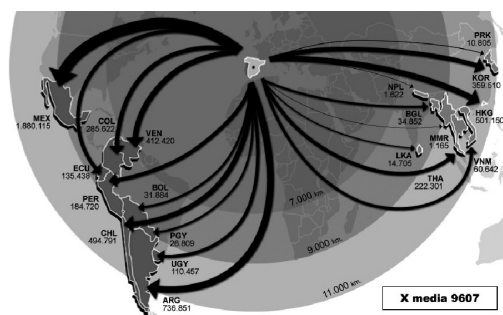 PRK
10.805
KOR
359.510
NPL
1.622
HKG
501.150
BGL
34.852
MEX
1.880.115
COL
285.622
VEN
412.420
MMR
1.165
LKA
14.705
VNM
60.642
ECU
135.438
THA
222.301
BOL
31.884
PER
184.720
7.000 km.
CHL
494.791
PGY
26.809
9.000 km.
UGY
110.457
11.000 km.
ARG
736.851
X media 9607